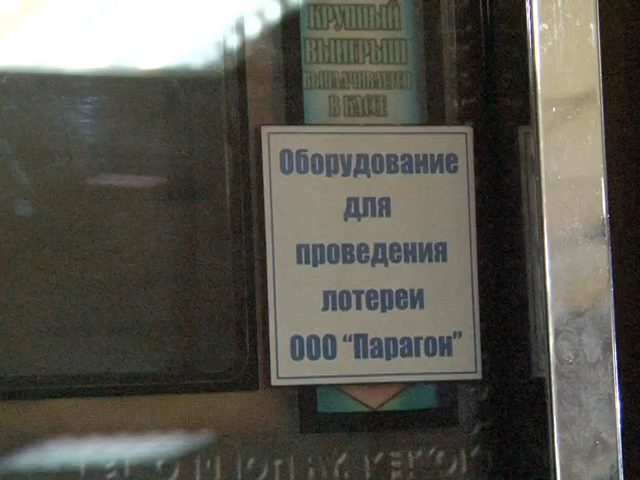 КРУПНЫЙ
ВЫИГРЫШ
ВЫПЛАЧИВАЕТСЯ
В КАССЕ
Оборудование
для
проведения
лотереи
ООО “Парагон”